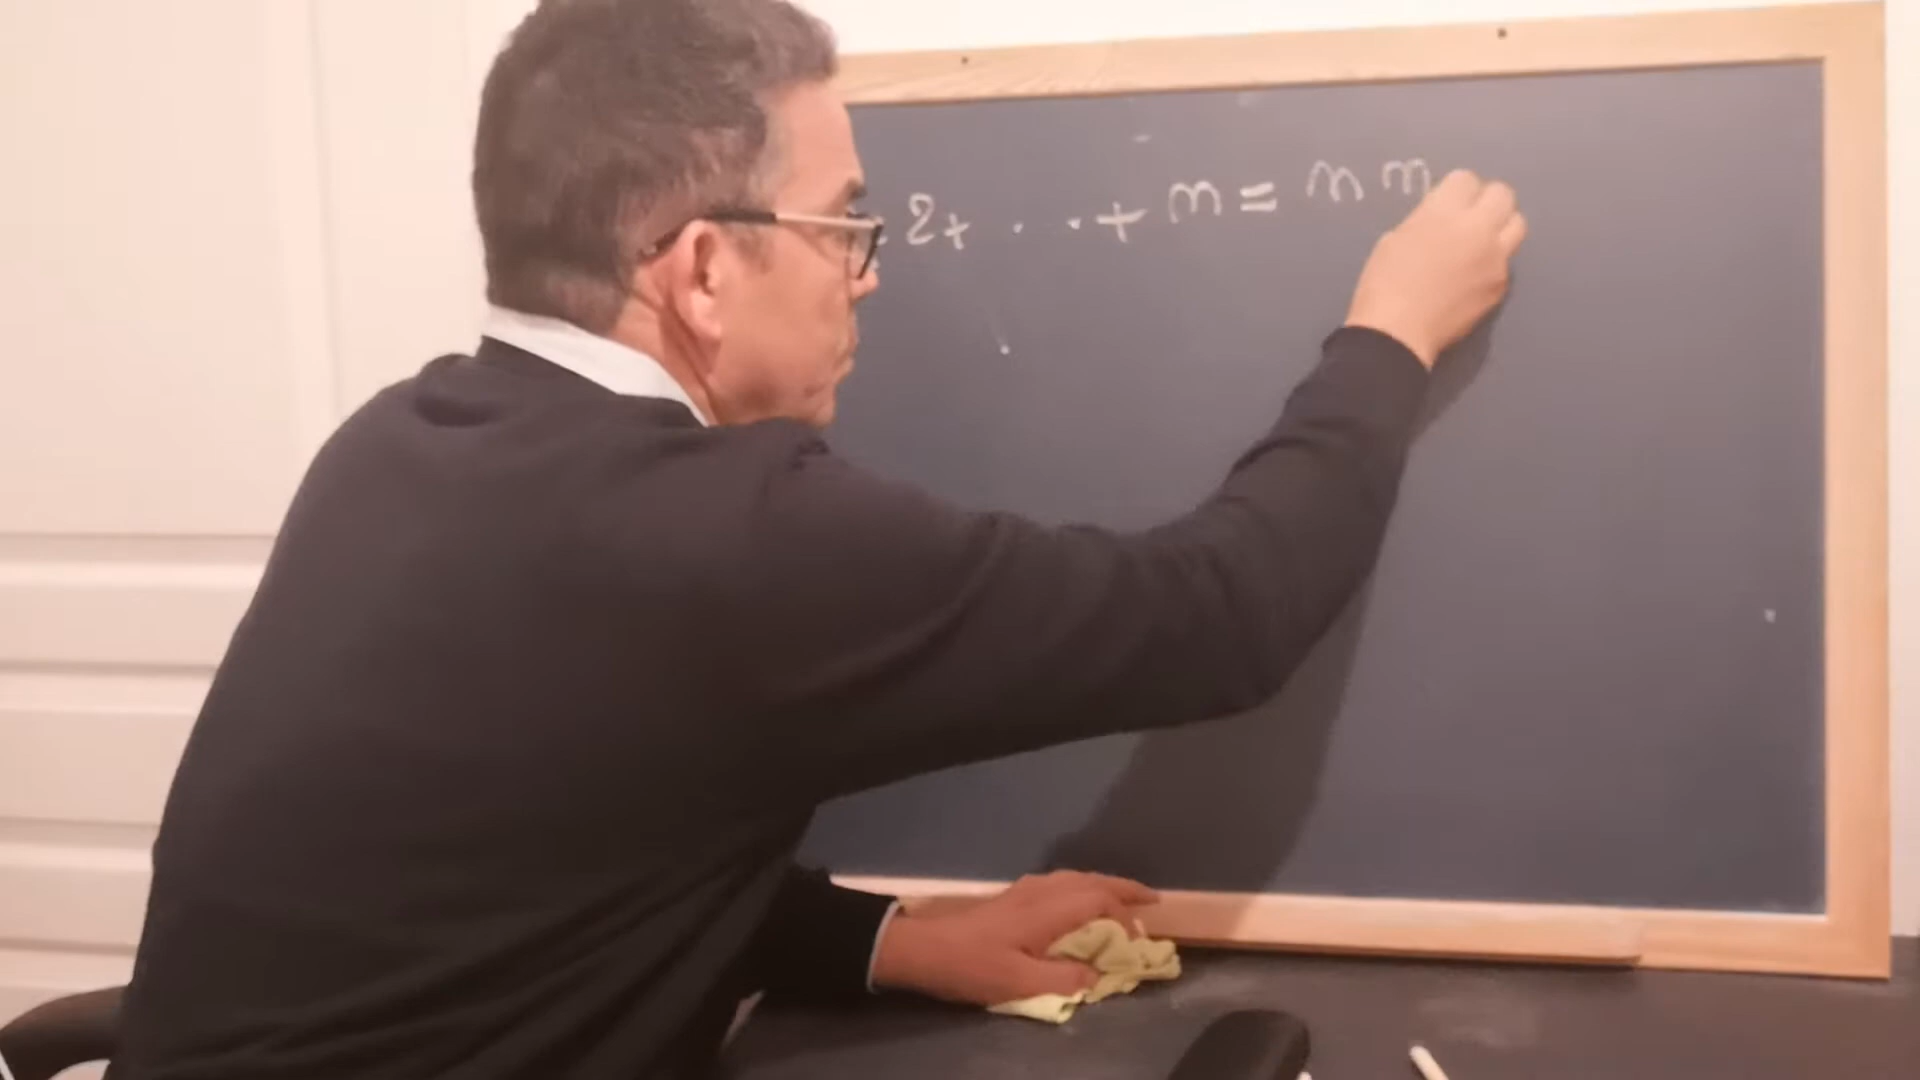 2+ . . + n = n n